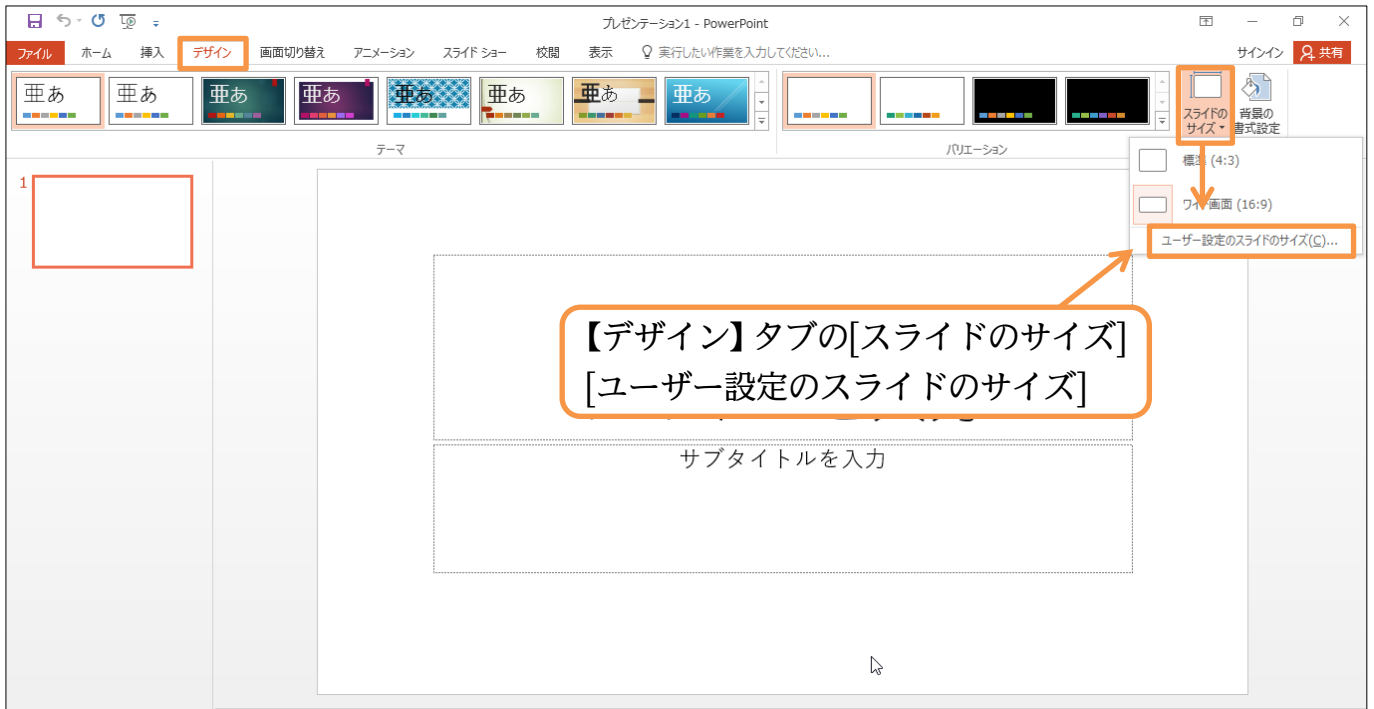 プレゼンテーション1 - PowerPoint
ファイル ホーム 挿入 デザイン 画面切り替え アニメーション スライド ショー 校閲 表示 実行したい作業を入力してください... サインイン 共有
亜あ 亜あ 亜あ 亜あ 亜あ 亜あ 亜あ 亜あ
スライドの サイズ
背景の 書式設定
テーマ バリエーション
標準 (4:3)
ワイド画面 (16:9)
ユーザー設定のスライドのサイズ(C)...
1
【デザイン】タブの[スライドのサイズ]
[ユーザー設定のスライドのサイズ]
サブタイトルを入力